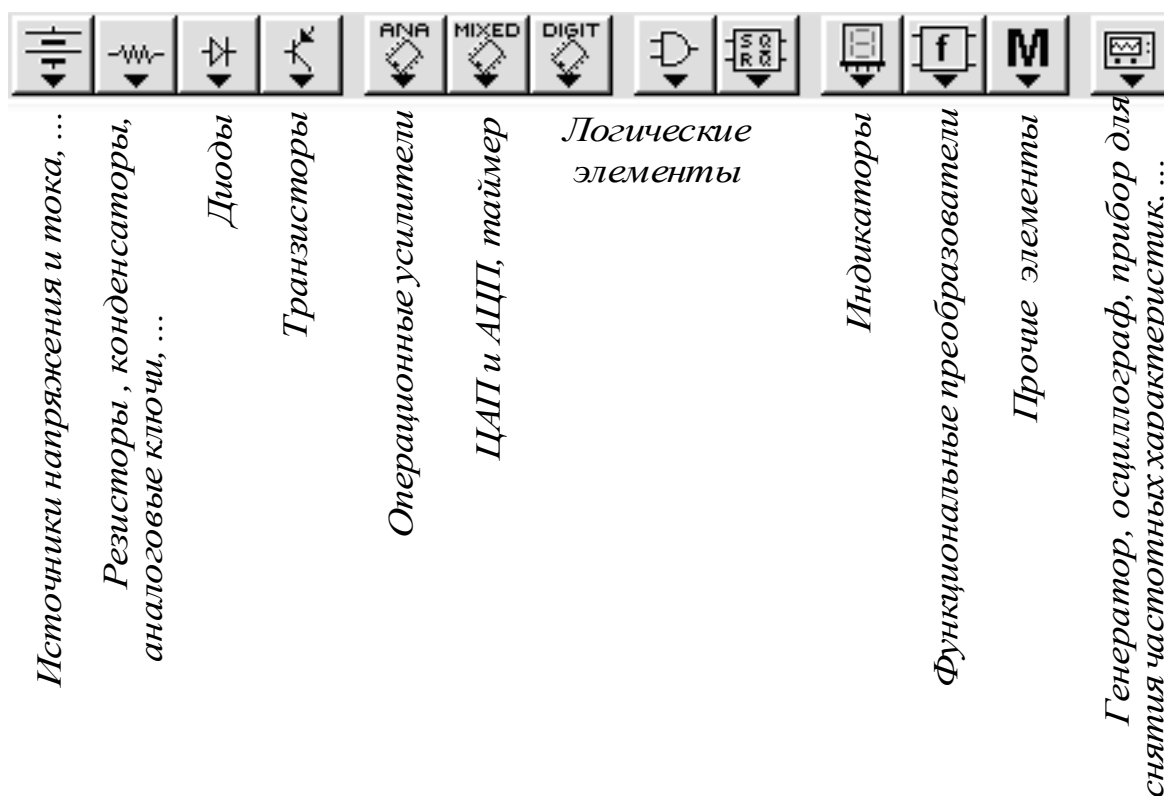 ANA
MIXED
DIGIT
S Q
R Q
f
M
Источники напряжения и тока, ...
Резисторы , конденсаторы,
аналоговые ключи, ...
Диоды
Транзисторы
Операционные усилители
ЦАП и АЦП, таймер
Логические
элементы
Индикаторы
Функциональные преобразователи
Прочие элементы
Генератор, осциллограф, прибор для
снятия частотных характеристик, ...